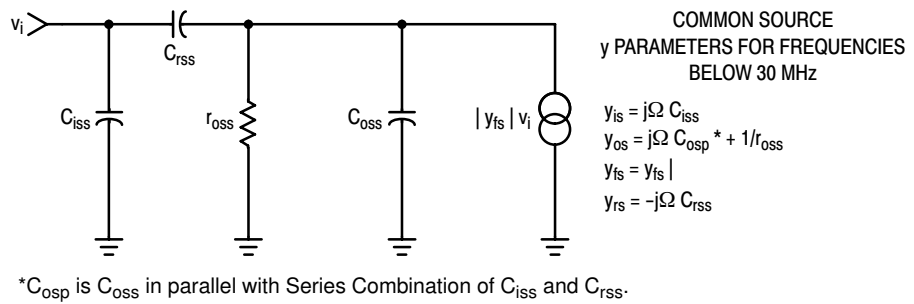 COMMON SOURCE
y PARAMETERS FOR FREQUENCIES
BELOW 30 MHz
vi
Crss
Ciss
ross
Coss
| yfs | vi
yis = jΩ Ciss
yos = jΩ Cosp * + 1/ross
yfs = yfs |
yrs = −jΩ Crss
*Cosp is Coss in parallel with Series Combination of Ciss and Crss.